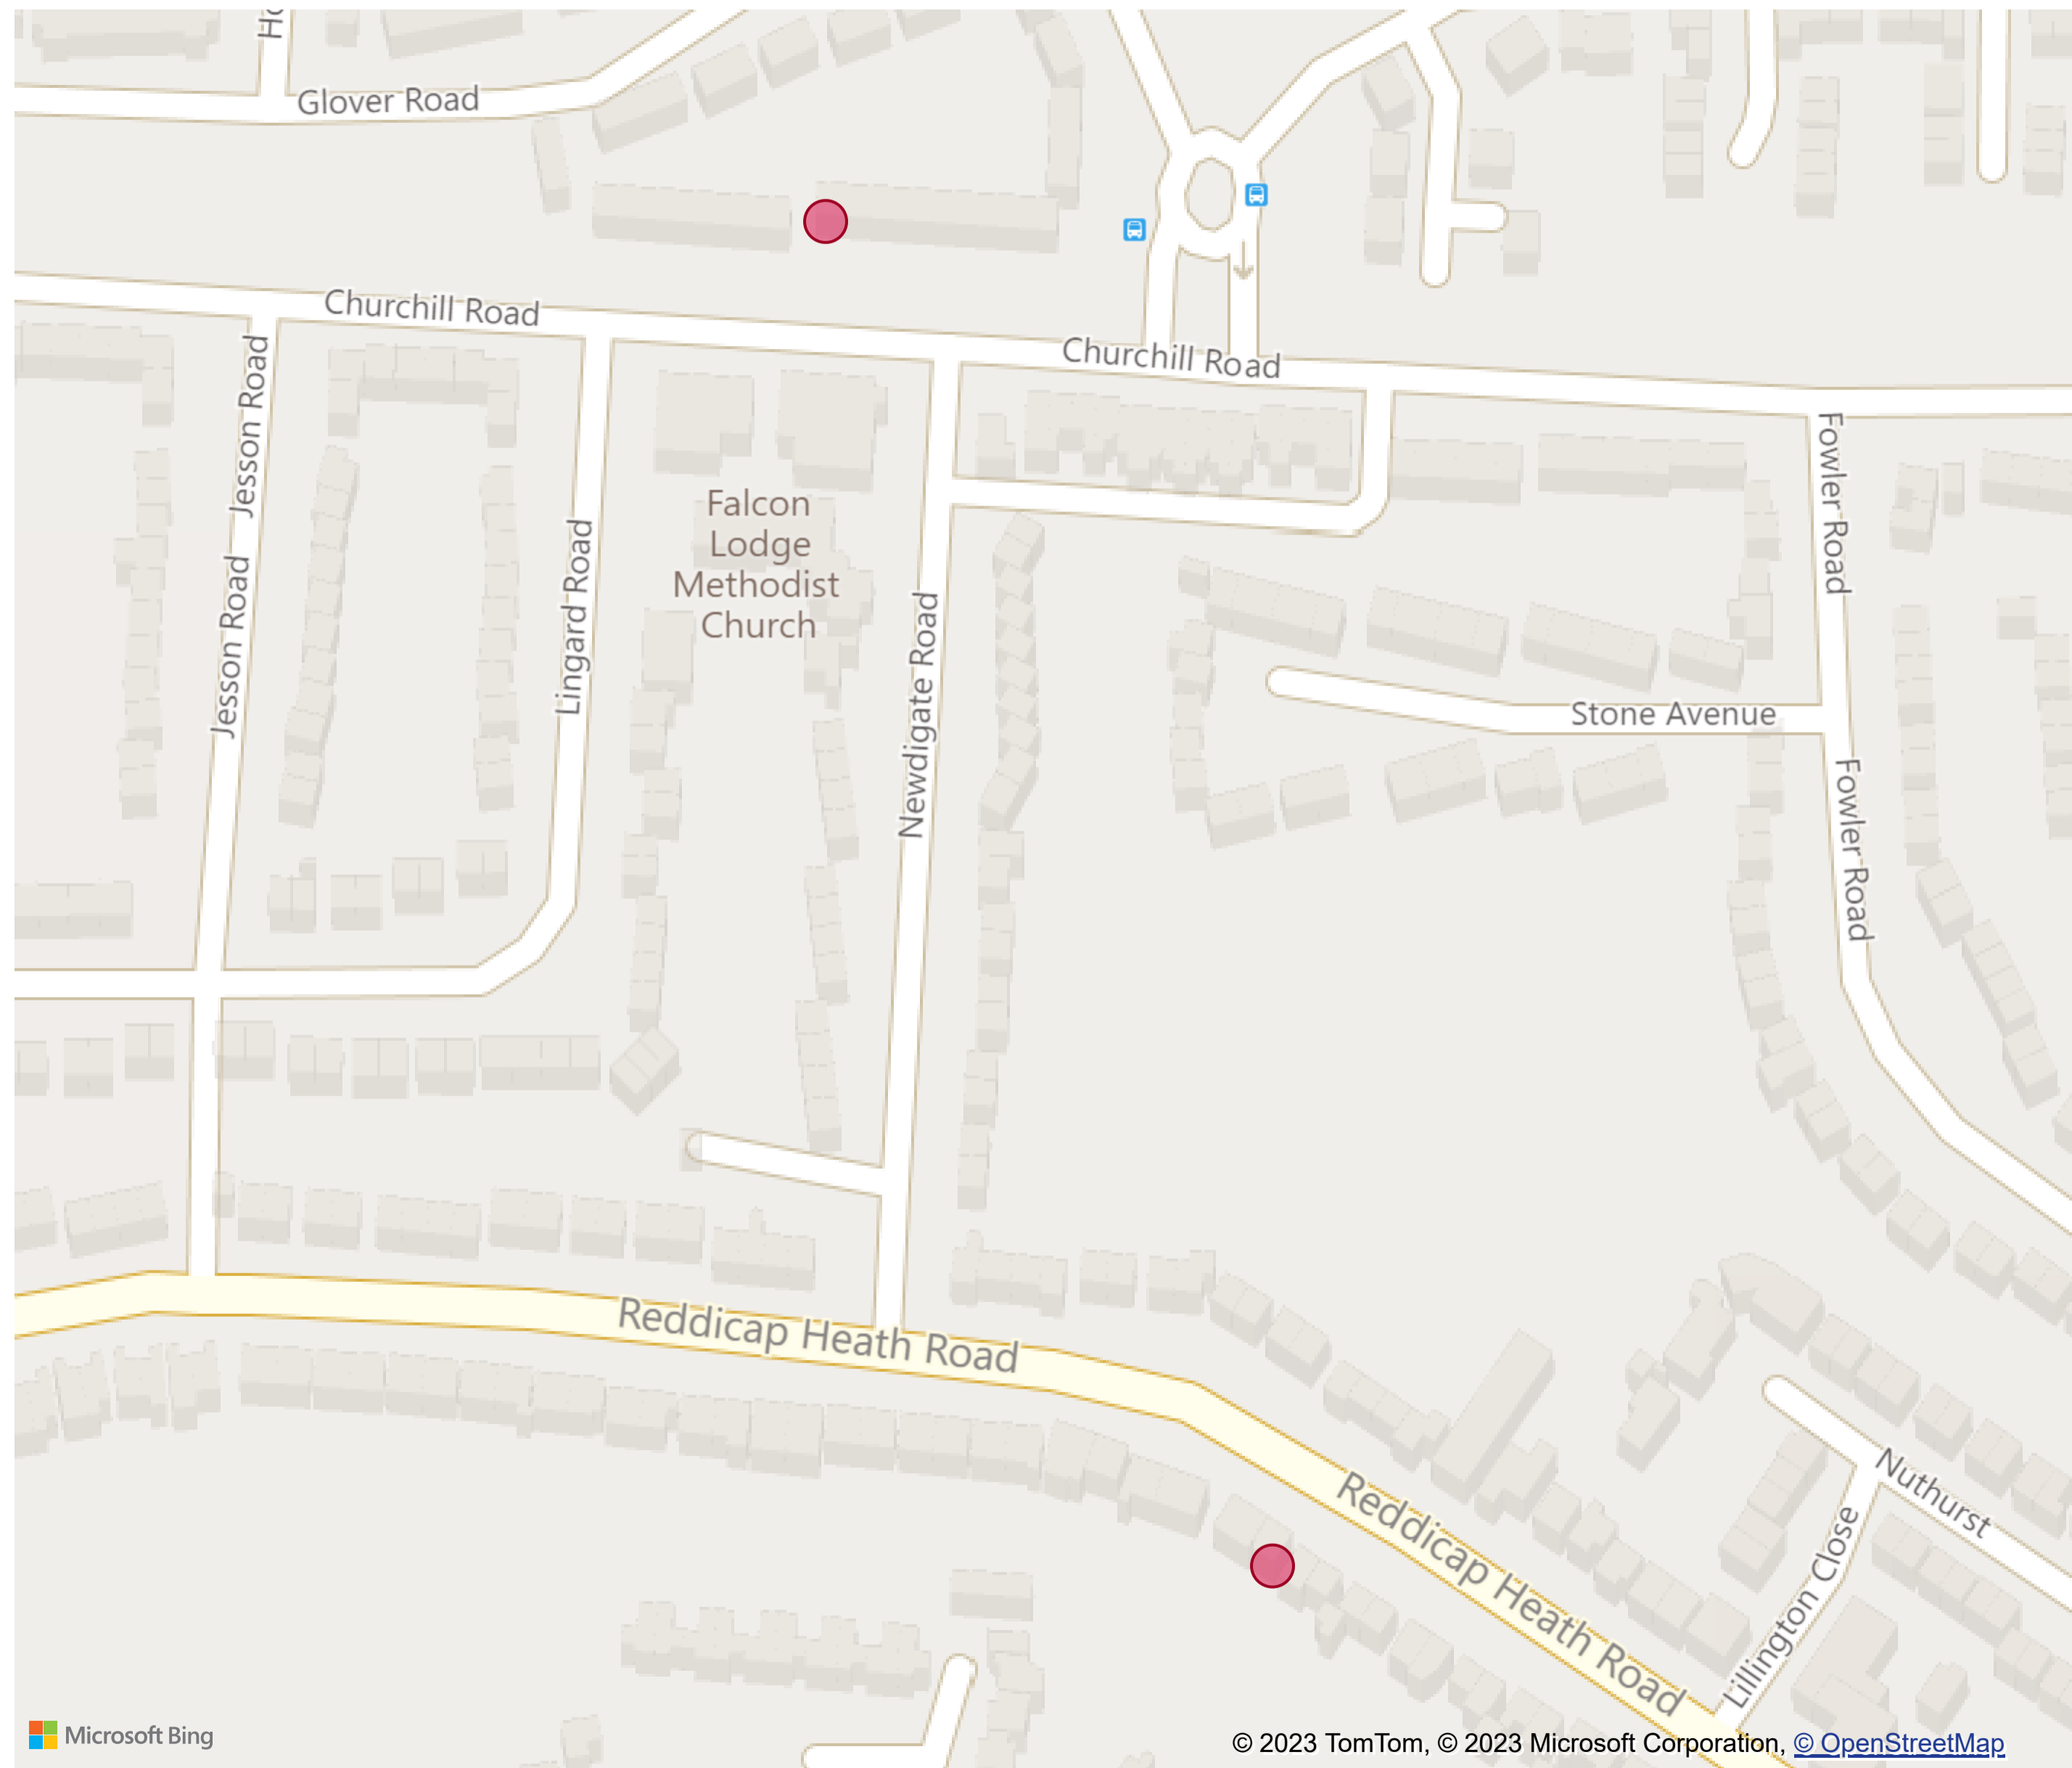 Ho
Glover Road
Churchill Road
Churchill Road
Jesson Road
Jesson Road
Lingard Road
Falcon
Lodge
Methodist
Church
Newdigate Road
Fowler Road
Stone Avenue
Fowler Road
Reddicap Heath Road
Reddicap Heath Road
Nuthurst
Lillington Close
Microsoft Bing
© 2023 TomTom, © 2023 Microsoft Corporation, © OpenStreetMap